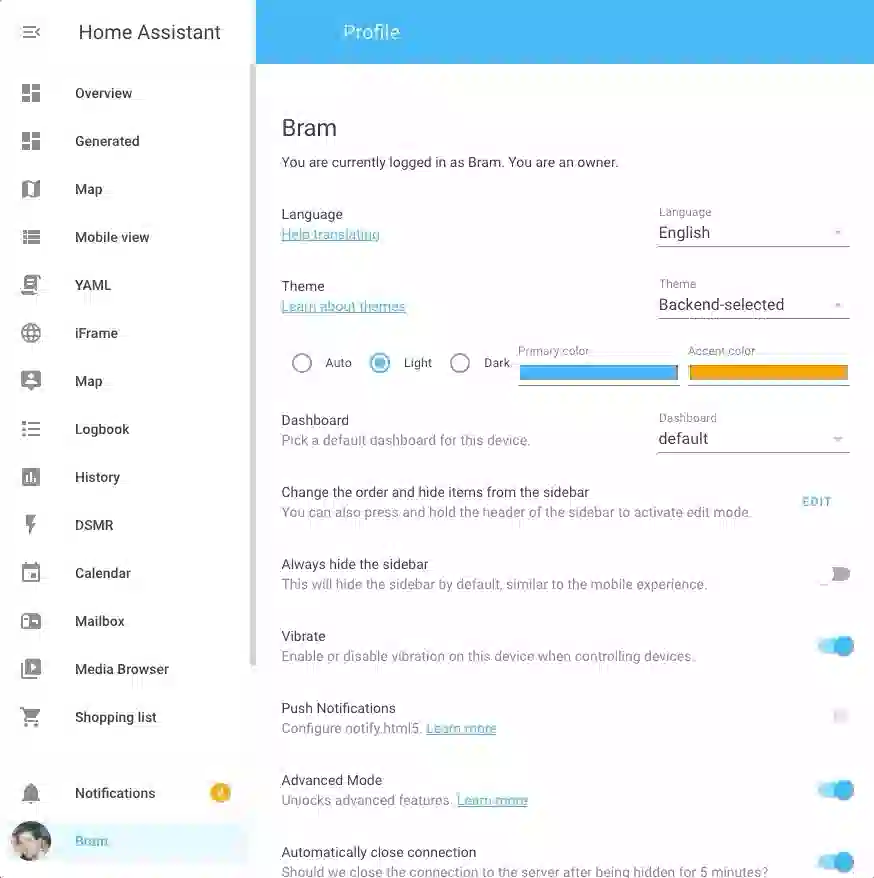 Home Assistant
Profile
Overview
Generated
Map
Mobile view
YAML
iFrame
Map
Logbook
History
DSMR
Calendar
Mailbox
Media Browser
Shopping list
Notifications
Bram
Bram
You are currently logged in as Bram. You are an owner.
Language
Help translating
Language
English
Theme
Learn about themes
Theme
Backend-selected
Auto
Light
Dark
Primary color
Accent color
Dashboard
Pick a default dashboard for this device.
Dashboard
default
Change the order and hide items from the sidebar
You can also press and hold the header of the sidebar to activate edit mode.
EDIT
Always hide the sidebar
This will hide the sidebar by default, similar to the mobile experience.
Vibrate
Enable or disable vibration on this device when controlling devices.
Push Notifications
Configure notify.html5. Learn more
Advanced Mode
Unlocks advanced features. Learn more
Automatically close connection
Should we close the connection to the server after being hidden for 5 minutes?